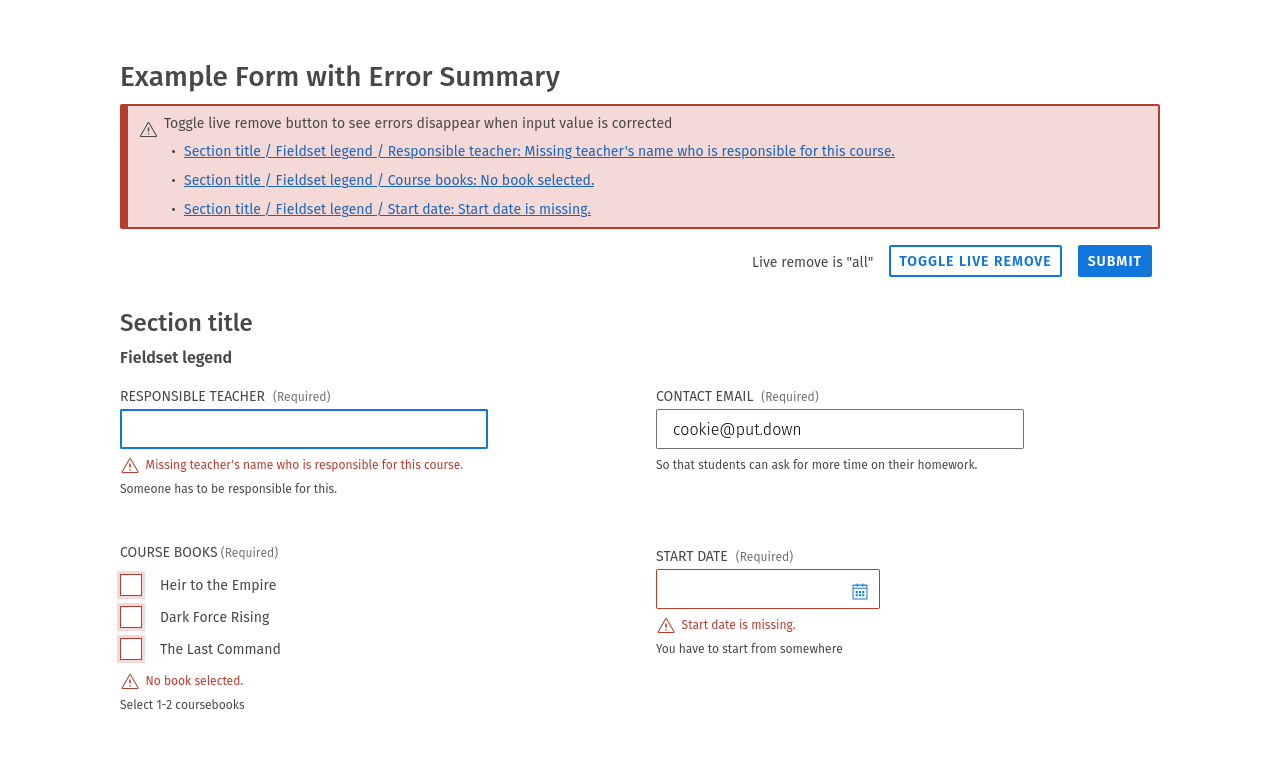 Example Form with Error Summary
Toggle live remove button to see errors disappear when input value is corrected
• Section title / Fieldset legend / Responsible teacher: Missing teacher's name who is responsible for this course.
• Section title / Fieldset legend / Course books: No book selected.
• Section title / Fieldset legend / Start date: Start date is missing.
Live remove is "all"
TOGGLE LIVE REMOVE
SUBMIT
Section title
Fieldset legend
RESPONSIBLE TEACHER (Required)
Missing teacher's name who is responsible for this course.
Someone has to be responsible for this.
CONTACT EMAIL (Required)
cookie@put.down
So that students can ask for more time on their homework.
COURSE BOOKS (Required)
Heir to the Empire
Dark Force Rising
The Last Command
No book selected.
Select 1-2 coursebooks
START DATE (Required)
Start date is missing.
You have to start from somewhere